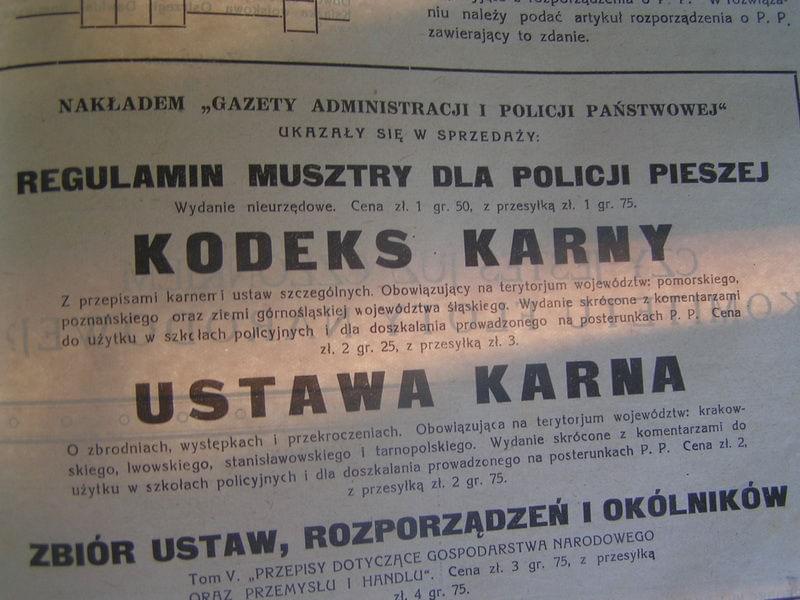 niu należy podać artykuł rozporządzenia o P. P.
zawierający to zdanie.
NAKŁADEM „GAZETY ADMINISTRACJI I POLICJI PAŃSTWOWEJ“
UKAZAŁY SIĘ W SPRZEDAŻY:
REGULAMIN MUSZTRY DLA POLICJI PIESZEJ
Wydanie nieurzędowe. Cena zł. 1 gr. 50, z przesyłką zł. 1 gr. 75.
KODEKS KARNY
Z przepisami karnemi ustaw szczególnych. Obowiązujący na terytorjum województw: pomorskiego,
poznańskiego oraz ziemi górnośląskiej województwa śląskiego. Wydanie skrócone z komentarzami
do użytku w szkołach policyjnych i dla doszkalania prowadzonego na posterunkach P. P. Cena
zł. 2 gr. 25, z przesyłką zł. 3.
USTAWA KARNA
O zbrodniach, występkach i przekroczeniach. Obowiązująca na terytorjum województw: krakow-
skiego, lwowskiego, stanisławowskiego i tarnopolskiego. Wydanie skrócone z komentarzami do
użytku w szkołach policyjnych i dla doszkalania prowadzonego na posterunkach P. P. Cena zł. 2,
z przesyłką zł. 2 gr. 75.
ZBIÓR USTAW, ROZPORZĄDZEŃ I OKÓLNIKÓW
Tom V. „PRZEPISY DOTYCZĄCE GOSPODARSTWA NARODOWEGO
ORAZ PRZEMYSŁU I HANDLU“. Cena zł. 3 gr. 75, z przesyłką
zł. 4 gr. 75.